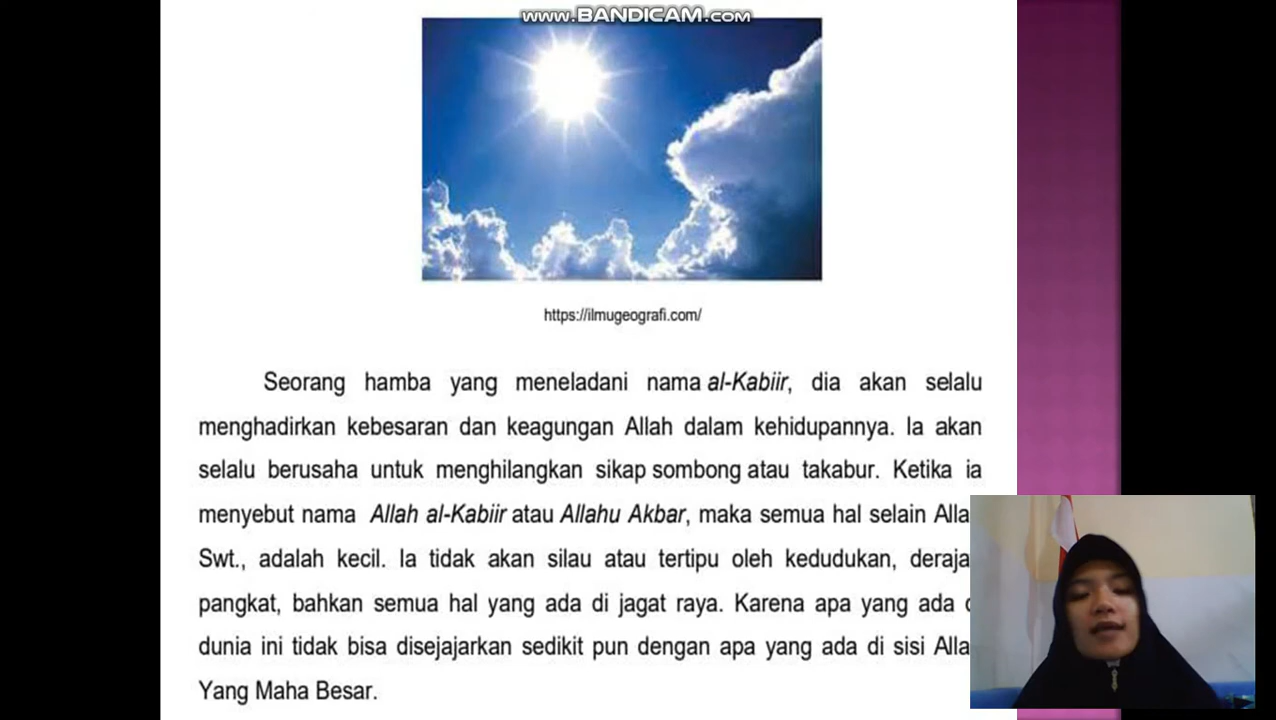 www.BANDICAM.com
https://ilmugeografi.com/
Seorang hamba yang meneladani nama al-Kabiir, dia akan selalu
menghadirkan kebesaran dan keagungan Allah dalam kehidupannya. Ia akan
selalu berusaha untuk menghilangkan sikap sombong atau takabur. Ketika ia
menyebut nama Allah al-Kabiir atau Allahu Akbar, maka semua hal selain Alla
Swt., adalah kecil. Ia tidak akan silau atau tertipu oleh kedudukan, deraja
pangkat, bahkan semua hal yang ada di jagat raya. Karena apa yang ada
dunia ini tidak bisa disejajarkan sedikit pun dengan apa yang ada di sisi Alla
Yang Maha Besar.